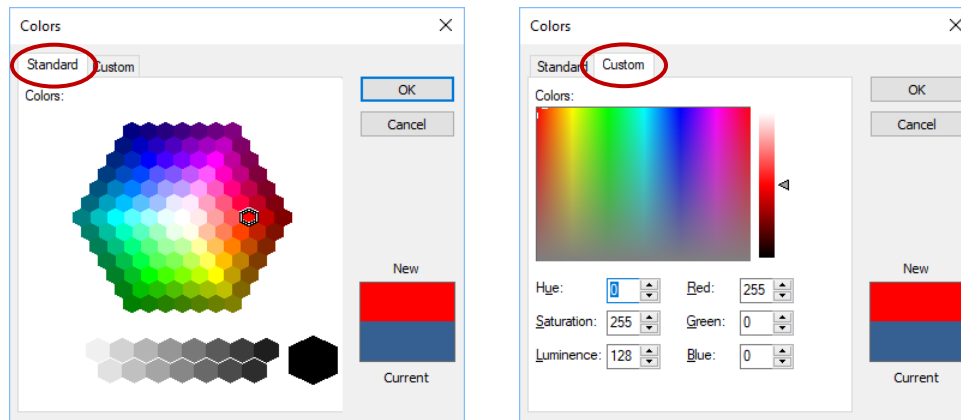 Colors
Standard Custom
Colors:
OK
Cancel
New
Current
Colors
Standard Custom
Colors:
OK
Cancel
Hue: 0 Red: 255
Saturation: 255 Green: 0
Luminence: 128 Blue: 0
New
Current